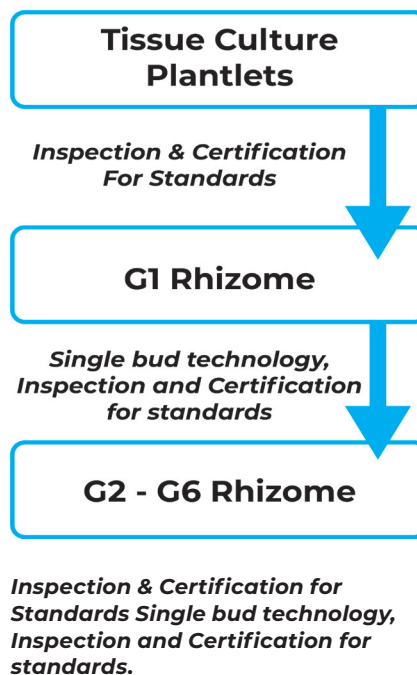 Tissue Culture
Plantlets
Inspection & Certification
For Standards
G1 Rhizome
Single bud technology,
Inspection and Certification
for standards
G2 - G6 Rhizome
Inspection & Certification for
Standards Single bud technology,
Inspection and Certification for
standards.